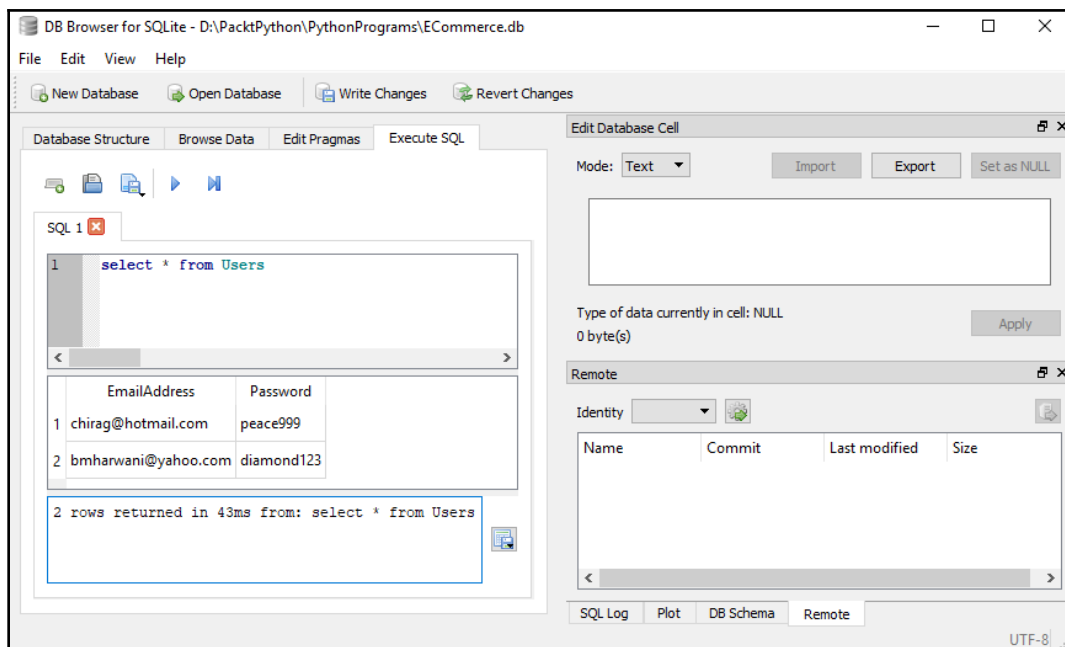 DB Browser for SQLite - D:\PacktPython\PythonPrograms\ECommerce.db
File Edit View Help
New Database Open Database Write Changes Revert Changes
Database Structure Browse Data Edit Pragmas Execute SQL
SQL 1
1 select * from Users
EmailAddress Password
1 chirag@hotmail.com peace999
2 bmharwani@yahoo.com diamond123
2 rows returned in 43ms from: select * from Users
Edit Database Cell
Mode: Text Import Export Set as NULL
Type of data currently in cell: NULL
0 byte(s)
Apply
Remote
Identity
Name Commit Last modified Size
SQL Log Plot DB Schema Remote
UTF-8